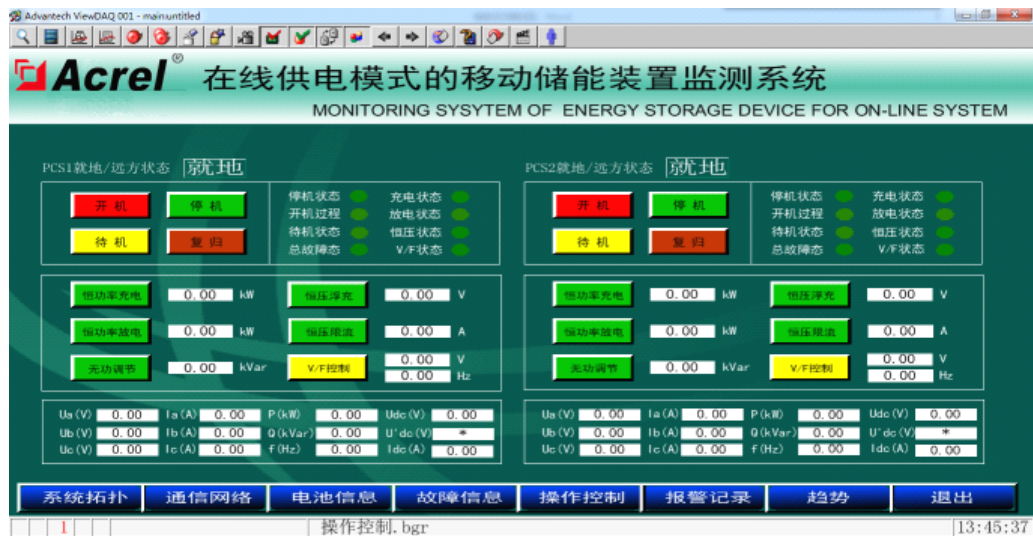 Advantech ViewDAQ 001 - main:untitled
Acrel® 在线供电模式的移动储能装置监测系统
MONITORING SYSYTEM OF ENERGY STORAGE DEVICE FOR ON-LINE SYSTEM
PCS1就地/远方状态 就地
开 机 停 机
待 机 复 归
停机状态 充电状态
开机过程 放电状态
待机状态 恒压状态
总故障态 V/F状态
恒功率充电 0.00 kW 恒压浮充 0.00 V
恒功率放电 0.00 kW 恒压限流 0.00 A
无功调节 0.00 kVar V/F控制 0.00 V
0.00 Hz
Ua(V) 0.00 Ia(A) 0.00 P(kW) 0.00 Udc(V) 0.00
Ub(V) 0.00 Ib(A) 0.00 Q(kVar) 0.00 U'dc(V) *
Uc(V) 0.00 Ic(A) 0.00 f(Hz) 0.00 Idc(A) 0.00
PCS2就地/远方状态 就地
开 机 停 机
待 机 复 归
停机状态 充电状态
开机过程 放电状态
待机状态 恒压状态
总故障态 V/F状态
恒功率充电 0.00 kW 恒压浮充 0.00 V
恒功率放电 0.00 kW 恒压限流 0.00 A
无功调节 0.00 kVar V/F控制 0.00 V
0.00 Hz
Ua(V) 0.00 Ia(A) 0.00 P(kW) 0.00 Udc(V) 0.00
Ub(V) 0.00 Ib(A) 0.00 Q(kVar) 0.00 U'dc(V) *
Uc(V) 0.00 Ic(A) 0.00 f(Hz) 0.00 Idc(A) 0.00
系统拓扑 通信网络 电池信息 故障信息 操作控制 报警记录 趋势 退出
1 操作控制.bgr 13:45:37